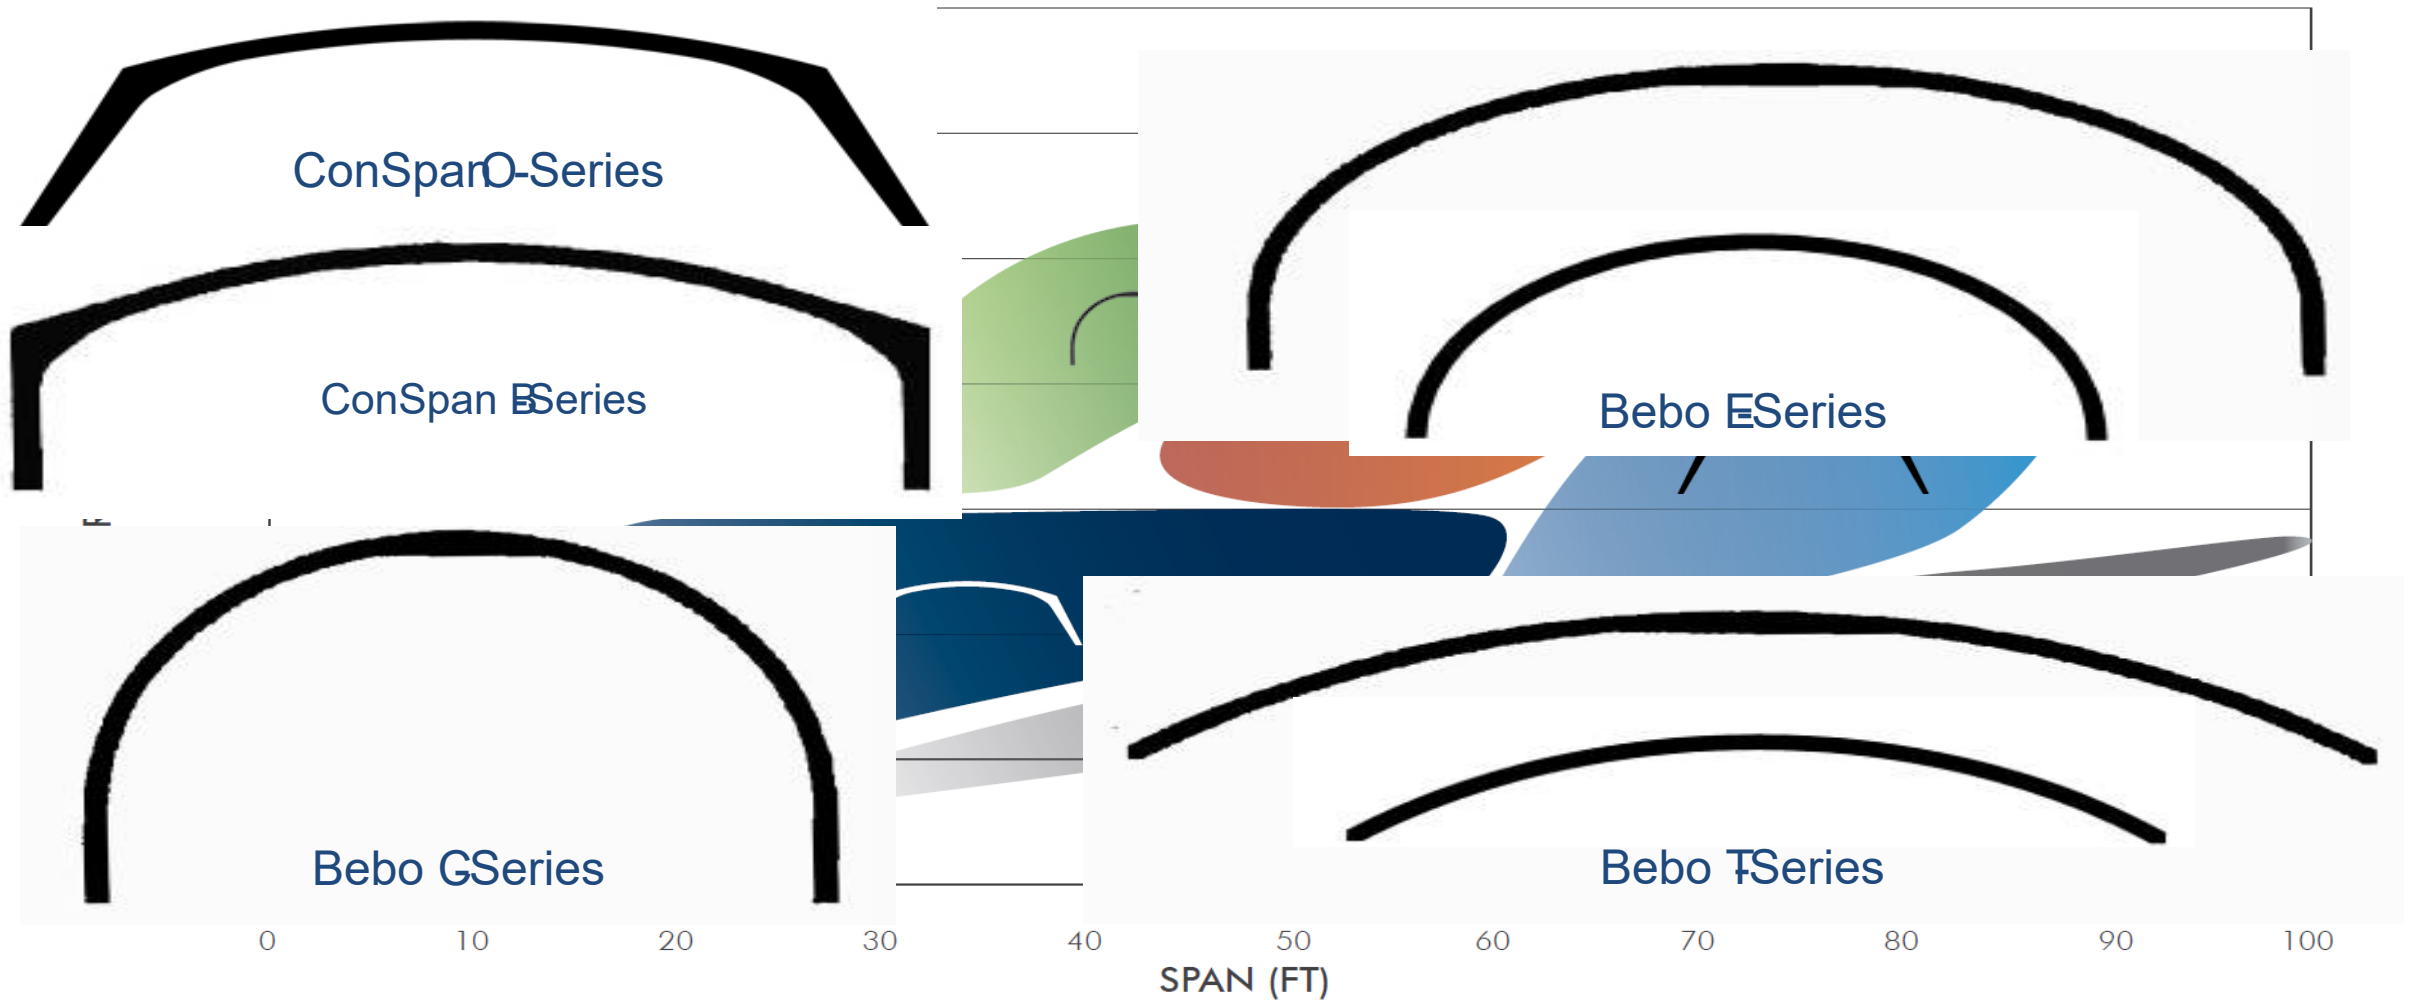 ConSpan O-Series
ConSpan B-Series
Bebo E-Series
Bebo G-Series
Bebo T-Series
0 10 20 30 40 50 60 70 80 90 100
SPAN (FT)